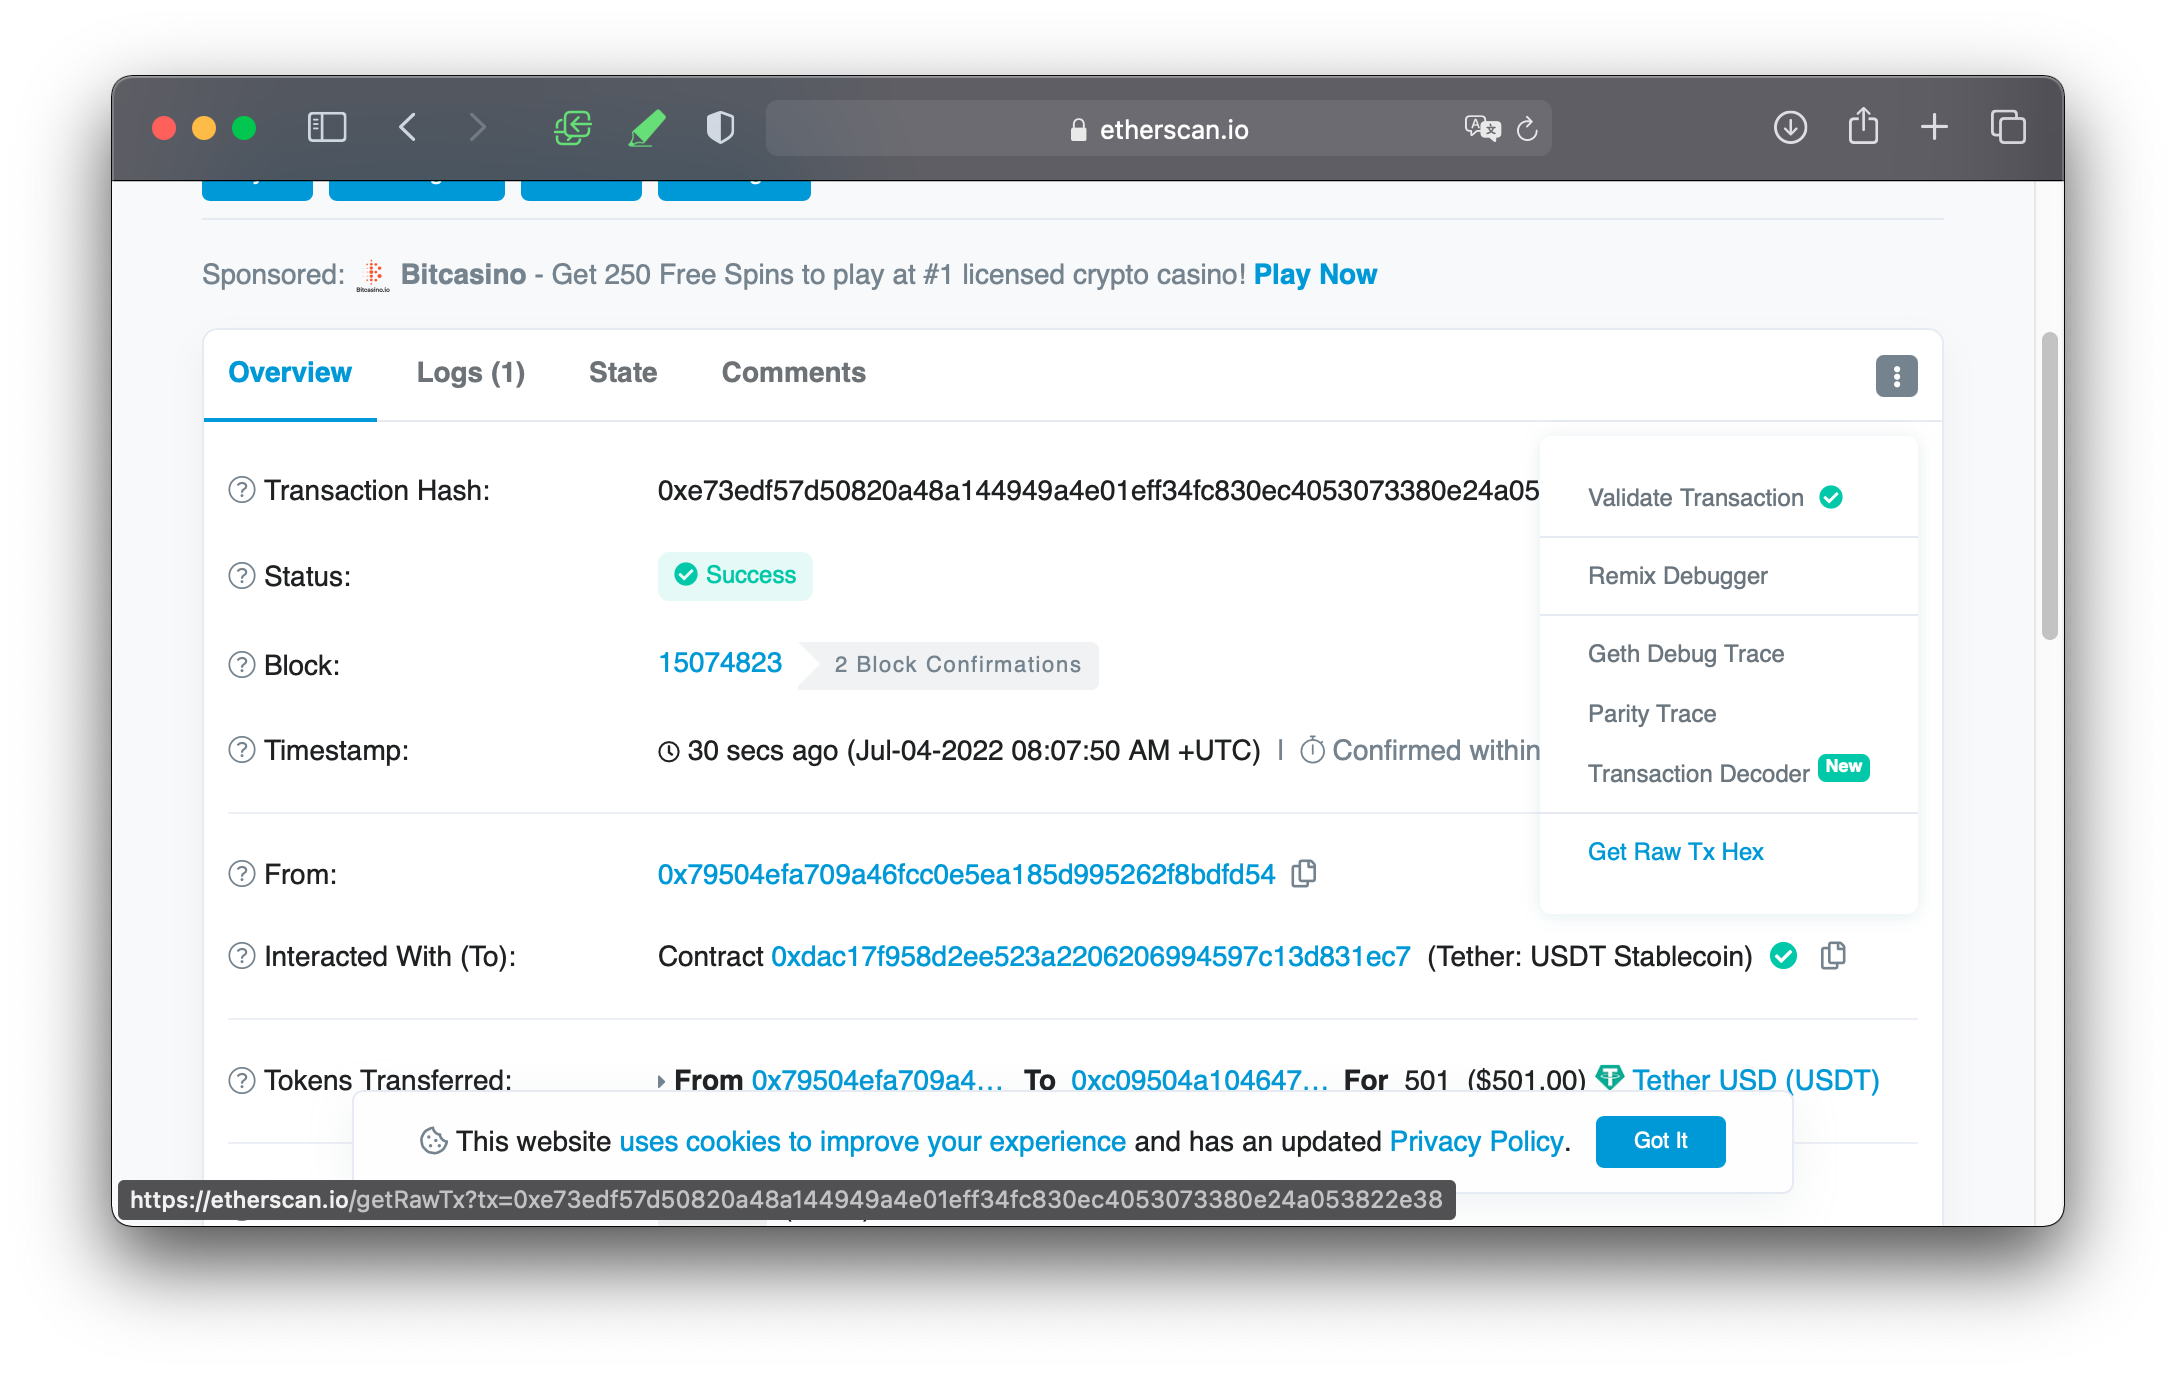 etherscan.io
Sponsored: Bitcasino.io Bitcasino - Get 250 Free Spins to play at #1 licensed crypto casino! Play Now
Overview Logs (1) State Comments
Transaction Hash: 0xe73edf57d50820a48a144949a4e01eff34fc830ec4053073380e24a05
Validate Transaction
Status: Success
Remix Debugger
Block: 15074823 2 Block Confirmations
Geth Debug Trace
Parity Trace
Timestamp: 30 secs ago (Jul-04-2022 08:07:50 AM +UTC) | Confirmed within
Transaction Decoder New
Get Raw Tx Hex
From: 0x79504efa709a46fcc0e5ea185d995262f8bdfd54
Interacted With (To): Contract 0xdac17f958d2ee523a2206206994597c13d831ec7 (Tether: USDT Stablecoin)
Tokens Transferred: From 0x79504efa709a4... To 0xc09504a104647... For 501 ($501.00) Tether USD (USDT)
This website uses cookies to improve your experience and has an updated Privacy Policy. Got It
https://etherscan.io/getRawTx?tx=0xe73edf57d50820a48a144949a4e01eff34fc830ec4053073380e24a053822e38